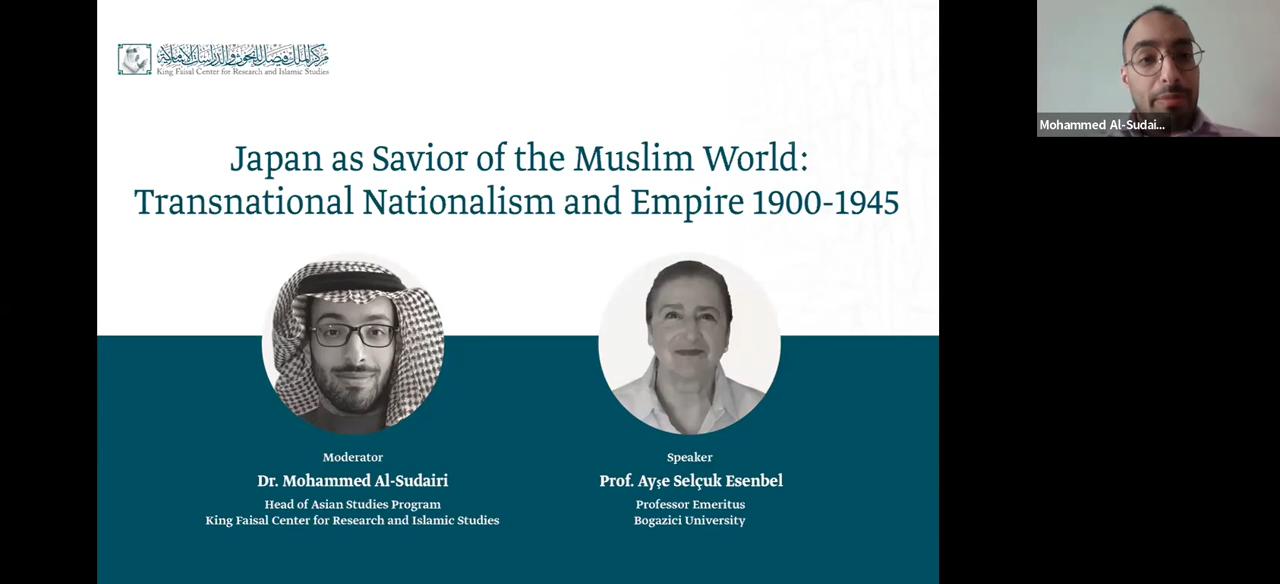 مركز الملك فيصل للبحوث والدراسات الإسلامية
King Faisal Center for Research and Islamic Studies
Mohammed Al-Sudai...
Japan as Savior of the Muslim World:
Transnational Nationalism and Empire 1900-1945
Moderator
Dr. Mohammed Al-Sudairi
Head of Asian Studies Program
King Faisal Center for Research and Islamic Studies
Speaker
Prof. Ayşe Selçuk Esenbel
Professor Emeritus
Bogazici University